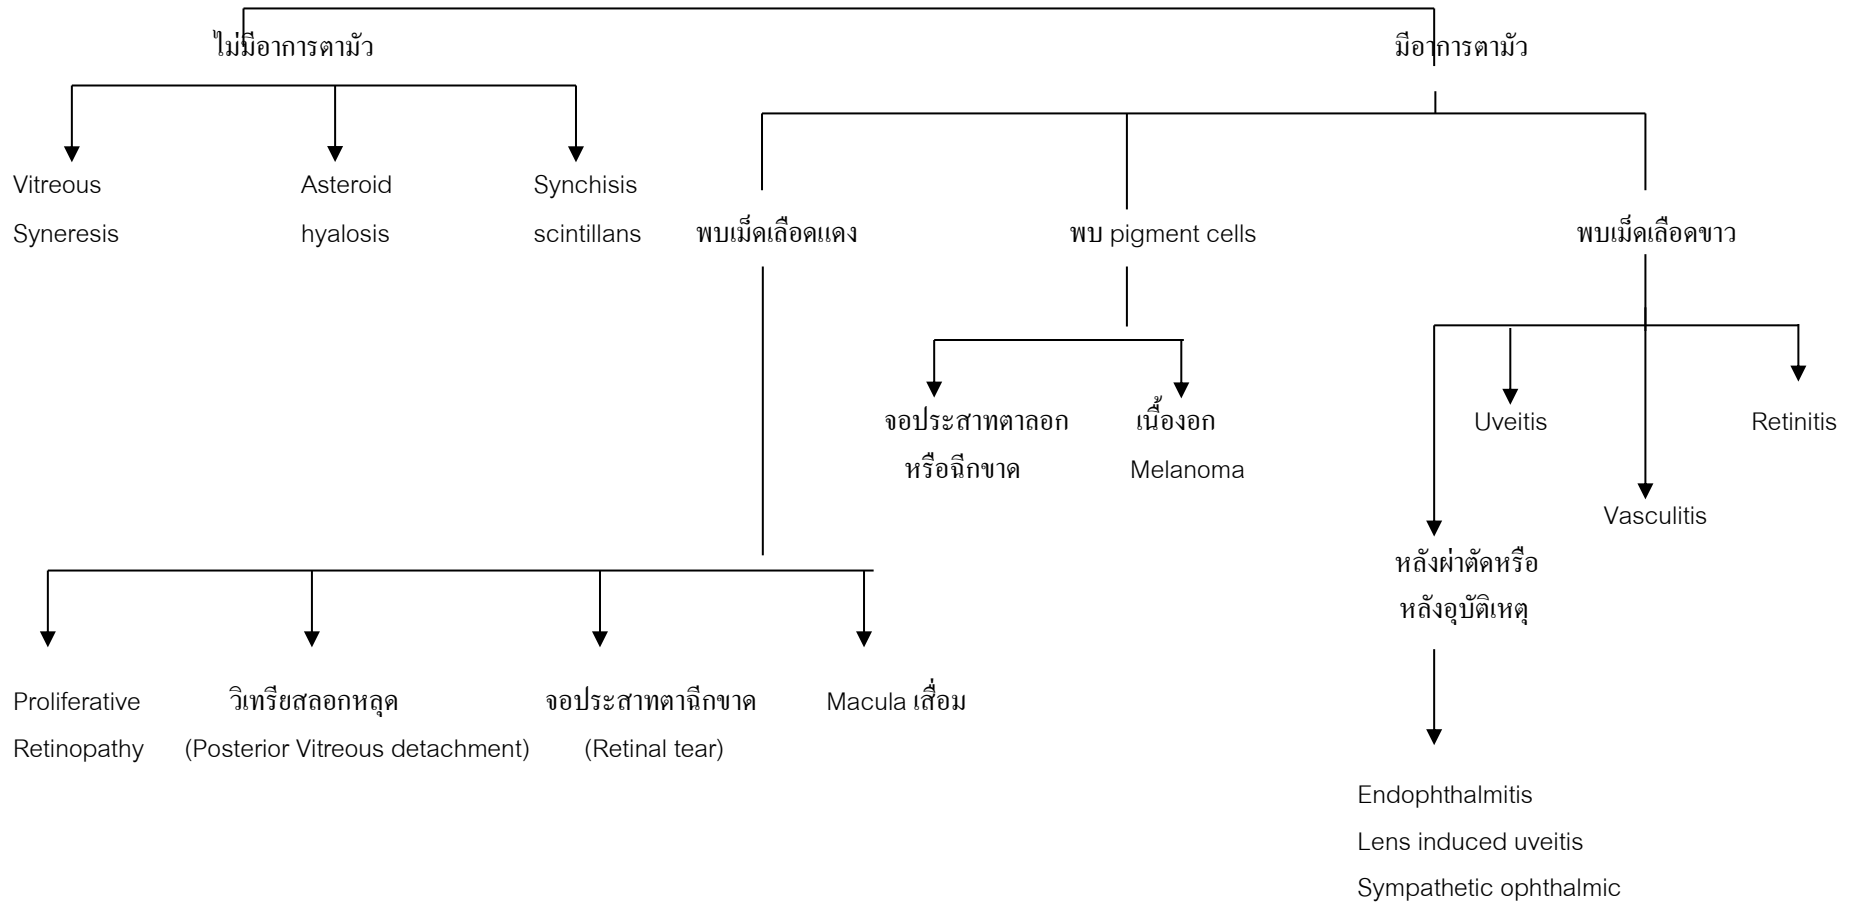 ไม่มีอาการตามัว
มีอาการตามัว
Vitreous
Syneresis
Asteroid
hyalosis
Synchisis
scintillans
พบเม็ดเลือดแดง
พบ pigment cells
พบเม็ดเลือดขาว
จอประสาทตาลอก
หรือฉีกขาด
เนื้องอก
Melanoma
Uveitis
Retinitis
Vasculitis
หลังผ่าตัดหรือ
หลังอุบัติเหตุ
Proliferative
Retinopathy
วิเทรียสลอกหลุด
(Posterior Vitreous detachment)
จอประสาทตาฉีกขาด
(Retinal tear)
Macula เสื่อม
Endophthalmitis
Lens induced uveitis
Sympathetic ophthalmic